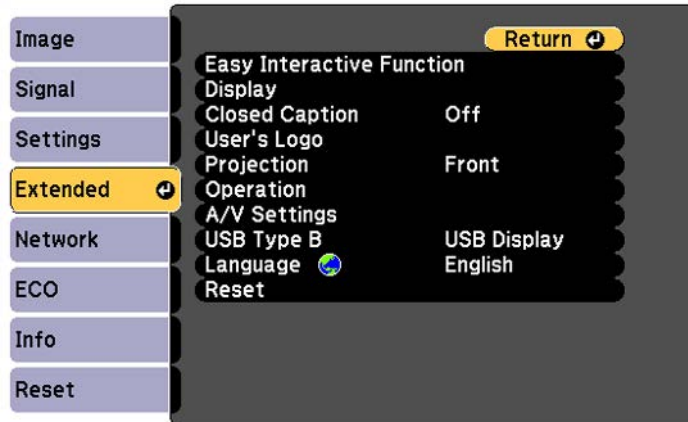 Image
Signal
Settings
Extended
Network
ECO
Info
Reset
Return
Easy Interactive Function
Display
Closed Caption Off
User's Logo
Projection Front
Operation
A/V Settings
USB Type B USB Display
Language English
Reset